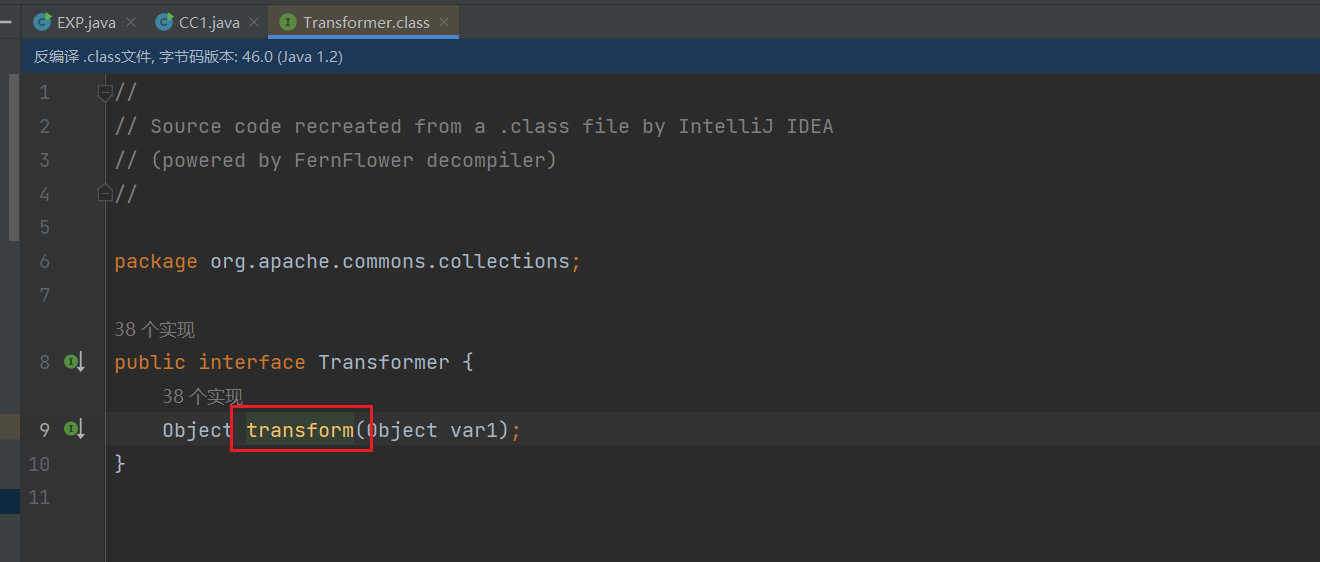 EXP.java CC1.java Transformer.class
反编译 .class文件, 字节码版本: 46.0 (Java 1.2)
1 //
2 // Source code recreated from a .class file by IntelliJ IDEA
3 // (powered by FernFlower decompiler)
4 //
5
6 package org.apache.commons.collections;
7
38 个实现
8 public interface Transformer {
38 个实现
9 Object transform(Object var1);
10 }
11